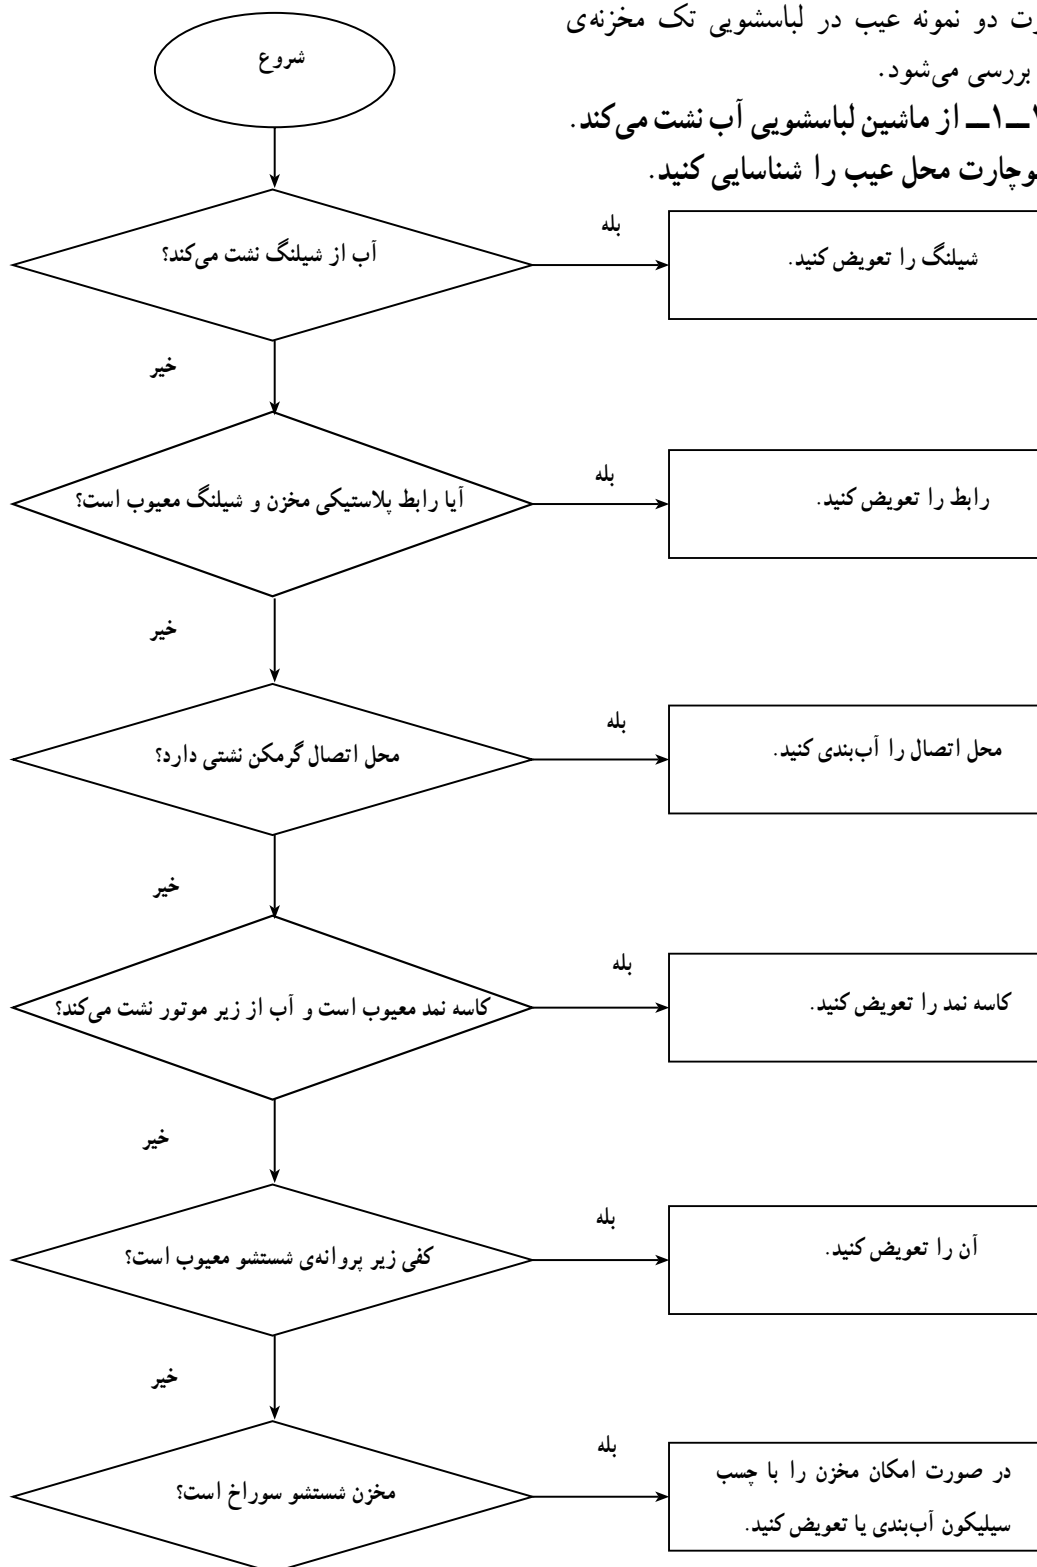 دو نمونه عیب در لباسشویی تک مخزنه‌ی
بررسی می‌شود.
از ماشین لباسشویی آب نشت می‌کند.
محل عیب را شناسایی کنید.
شروع
آب از شیلنگ نشت می‌کند؟
بله
شیلنگ را تعویض کنید.
خیر
آیا رابط پلاستیکی مخزن و شیلنگ معیوب است؟
بله
رابط را تعویض کنید.
خیر
محل اتصال گرمکن نشتی دارد؟
بله
محل اتصال را آب‌بندی کنید.
خیر
کاسه نمد معیوب است و آب از زیر موتور نشت می‌کند؟
بله
کاسه نمد را تعویض کنید.
خیر
کفی زیر پروانه‌ی شستشو معیوب است؟
بله
آن را تعویض کنید.
خیر
مخزن شستشو سوراخ است؟
بله
در صورت امکان مخزن را با چسب
سیلیکون آب‌بندی یا تعویض کنید.